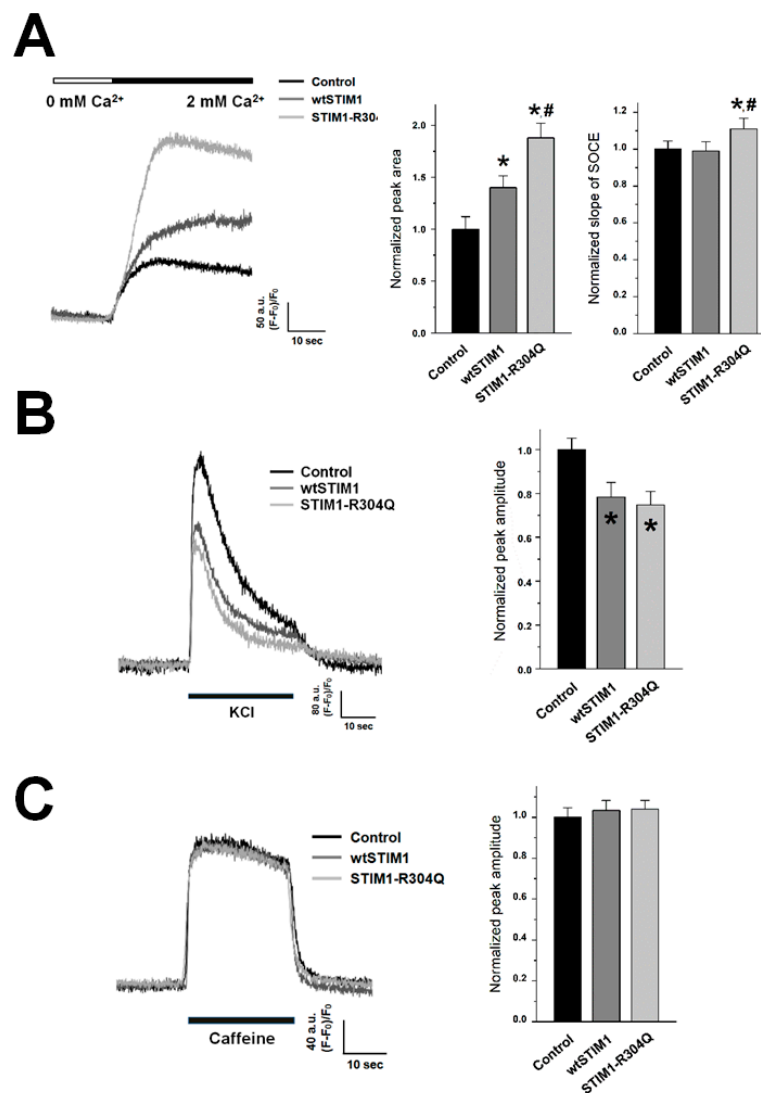 A
Control
wtSTIM1
STIM1-R304
0 mM Ca²⁺ 2 mM Ca²⁺
50 a.u.
(F-F₀)/F₀
10 sec
Normalized peak area
2.0
1.5
1.0
0.5
0.0
*
*,#
Control
wtSTIM1
STIM1-R304Q
Normalized slope of SOCE
1.0
0.8
0.6
0.4
0.2
0.0
*,#
Control
wtSTIM1
STIM1-R304Q
B
Control
wtSTIM1
STIM1-R304Q
KCl
80 a.u.
(F-F₀)/F₀
10 sec
Normalized peak amplitude
1.0
0.8
0.6
0.4
0.2
0.0
*
*
Control
wtSTIM1
STIM1-R304Q
C
Control
wtSTIM1
STIM1-R304Q
Caffeine
40 a.u.
(F-F₀)/F₀
10 sec
Normalized peak amplitude
1.0
0.8
0.6
0.4
0.2
0.0
Control
wtSTIM1
STIM1-R304Q